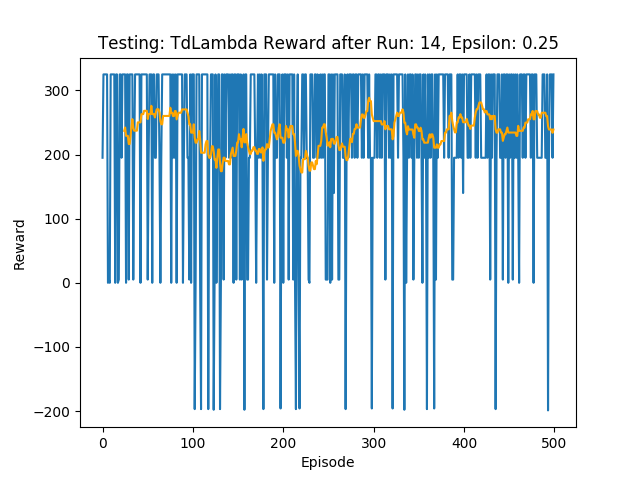 Testing: TdLambda Reward after Run: 14, Epsilon: 0.25
300
200
100
0
−100
−200
Reward
0 100 200 300 400 500
Episode